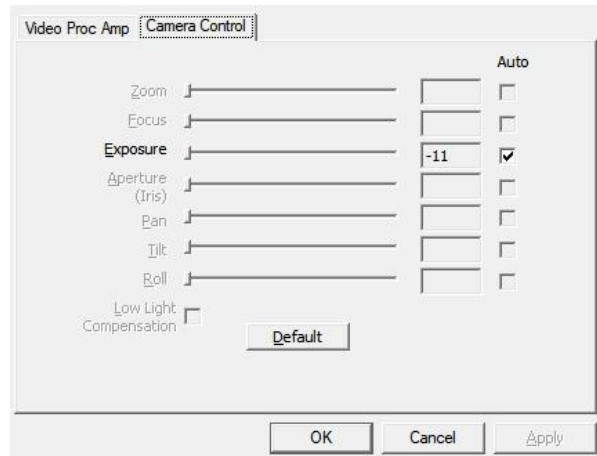 Video Proc Amp Camera Control
Auto
Zoom
Focus
Exposure -11
Aperture
(Iris)
Pan
Tilt
Roll
Low Light
Compensation
Default
OK Cancel Apply